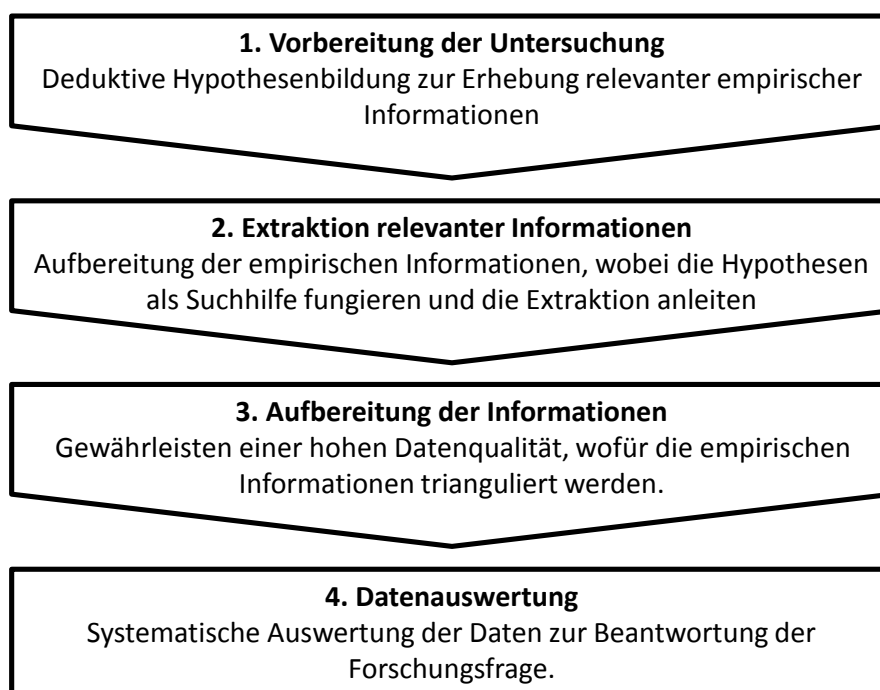 1. Vorbereitung der Untersuchung
Deduktive Hypothesenbildung zur Erhebung relevanter empirischer
Informationen
2. Extraktion relevanter Informationen
Aufbereitung der empirischen Informationen, wobei die Hypothesen
als Suchhilfe fungieren und die Extraktion anleiten
3. Aufbereitung der Informationen
Gewährleisten einer hohen Datenqualität, wofür die empirischen
Informationen trianguliert werden.
4. Datenauswertung
Systematische Auswertung der Daten zur Beantwortung der
Forschungsfrage.